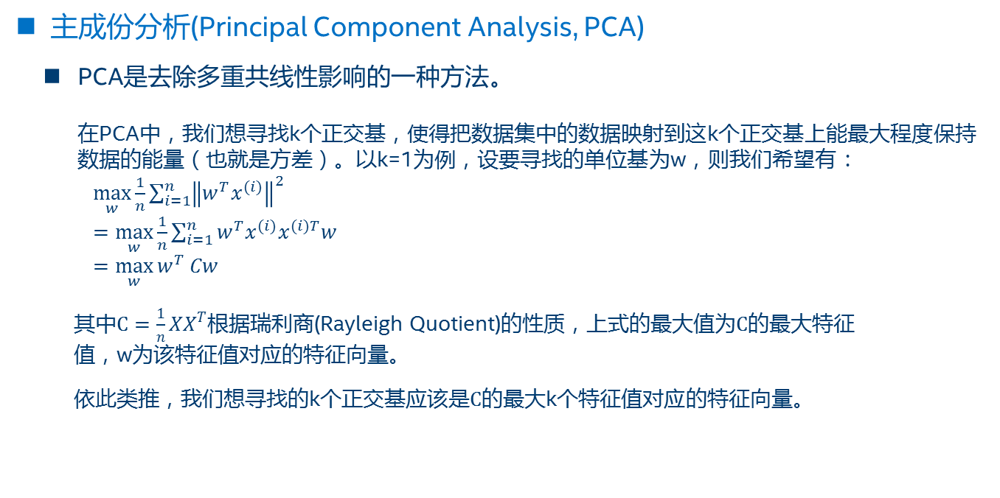 ■ 主成份分析(Principal Component Analysis, PCA)
■ PCA是去除多重共线性影响的一种方法。
在PCA中，我们想寻找k个正交基，使得把数据集中的数据映射到这k个正交基上能最大程度保持
数据的能量（也就是方差）。以k=1为例，设要寻找的单位基为w，则我们希望有：
$\max_{w} \frac{1}{n} \sum_{i=1}^{n} \left\| w^T x^{(i)} \right\|^2$
$= \max_{w} \frac{1}{n} \sum_{i=1}^{n} w^T x^{(i)} x^{(i)T} w$
$= \max_{w} w^T C w$
其中$C = \frac{1}{n} X X^T$根据瑞利商(Rayleigh Quotient)的性质，上式的最大值为C的最大特征
值，w为该特征值对应的特征向量。
依此类推，我们想寻找的k个正交基应该是C的最大k个特征值对应的特征向量。